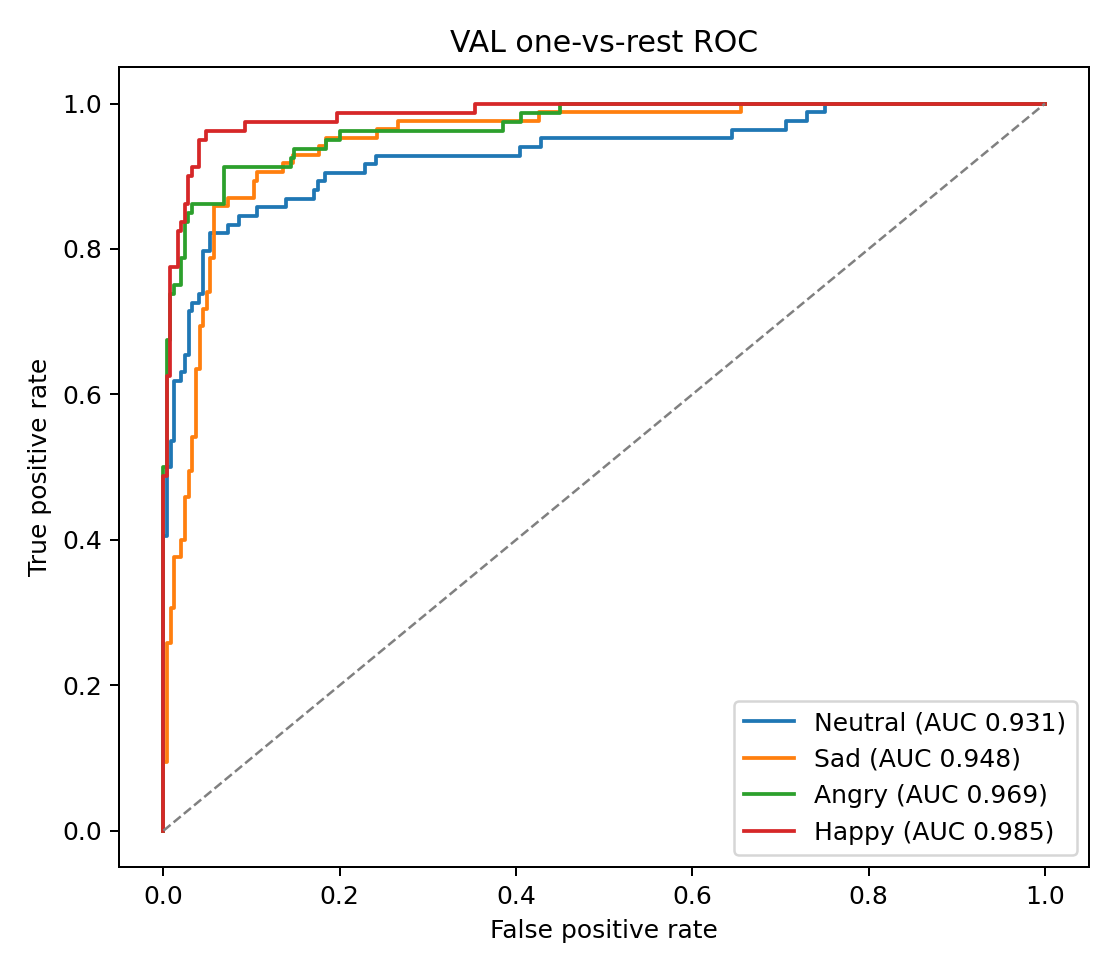 VAL one-vs-rest ROC
1.0
0.8
0.6
0.4
0.2
0.0
True positive rate
Neutral (AUC 0.931)
Sad (AUC 0.948)
Angry (AUC 0.969)
Happy (AUC 0.985)
0.0 0.2 0.4 0.6 0.8 1.0
False positive rate